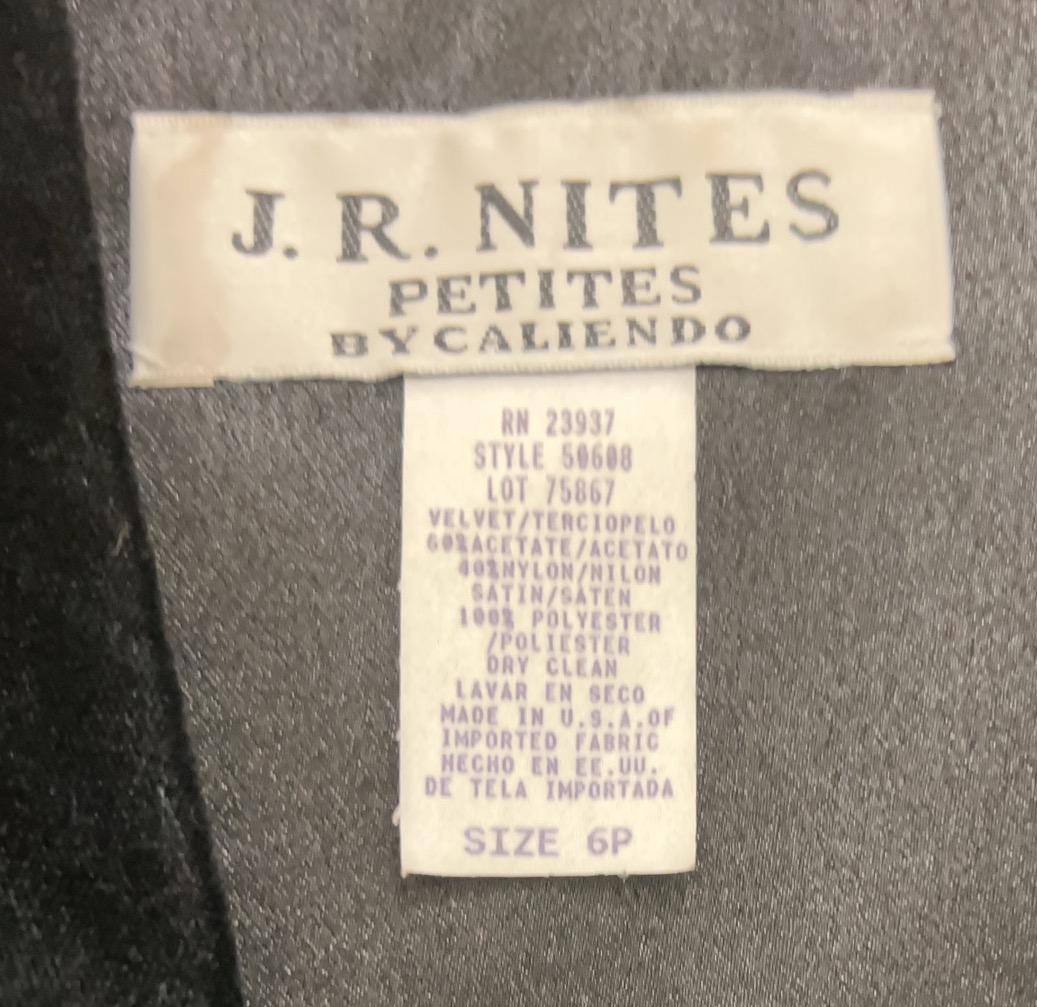 J. R. NITES
PETITES
BY CALIENDO
RN 23937
STYLE 50608
LOT 75867
VELVET/TERCIOPELO
60%ACETATE/ACETATO
40%NYLON/NILON
SATIN/SATEN
100% POLYESTER
/POLIESTER
DRY CLEAN
LAVAR EN SECO
MADE IN U.S.A.OF
IMPORTED FABRIC
HECHO EN EE.UU.
DE TELA IMPORTADA
SIZE 6P